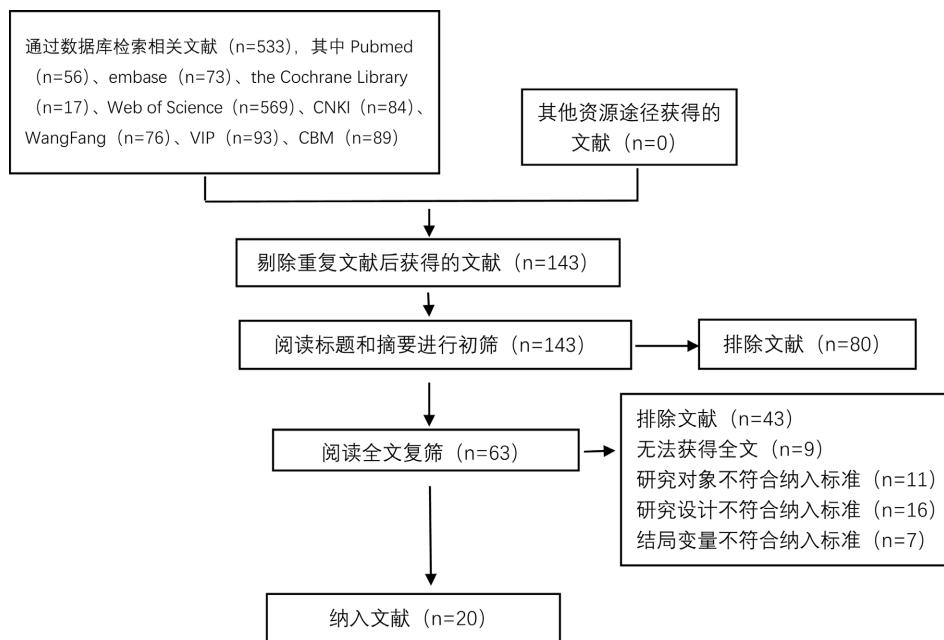 通过数据库检索相关文献（n=533），其中 Pubmed
（n=56）、embase（n=73）、the Cochrane Library
（n=17）、Web of Science（n=569）、CNKI（n=84）、
WangFang（n=76）、VIP（n=93）、CBM（n=89）
其他资源途径获得的
文献（n=0）
剔除重复文献后获得的文献（n=143）
阅读标题和摘要进行初筛（n=143）
排除文献（n=80）
阅读全文复筛（n=63）
排除文献（n=43）
无法获得全文（n=9）
研究对象不符合纳入标准（n=11）
研究设计不符合纳入标准（n=16）
结局变量不符合纳入标准（n=7）
纳入文献（n=20）